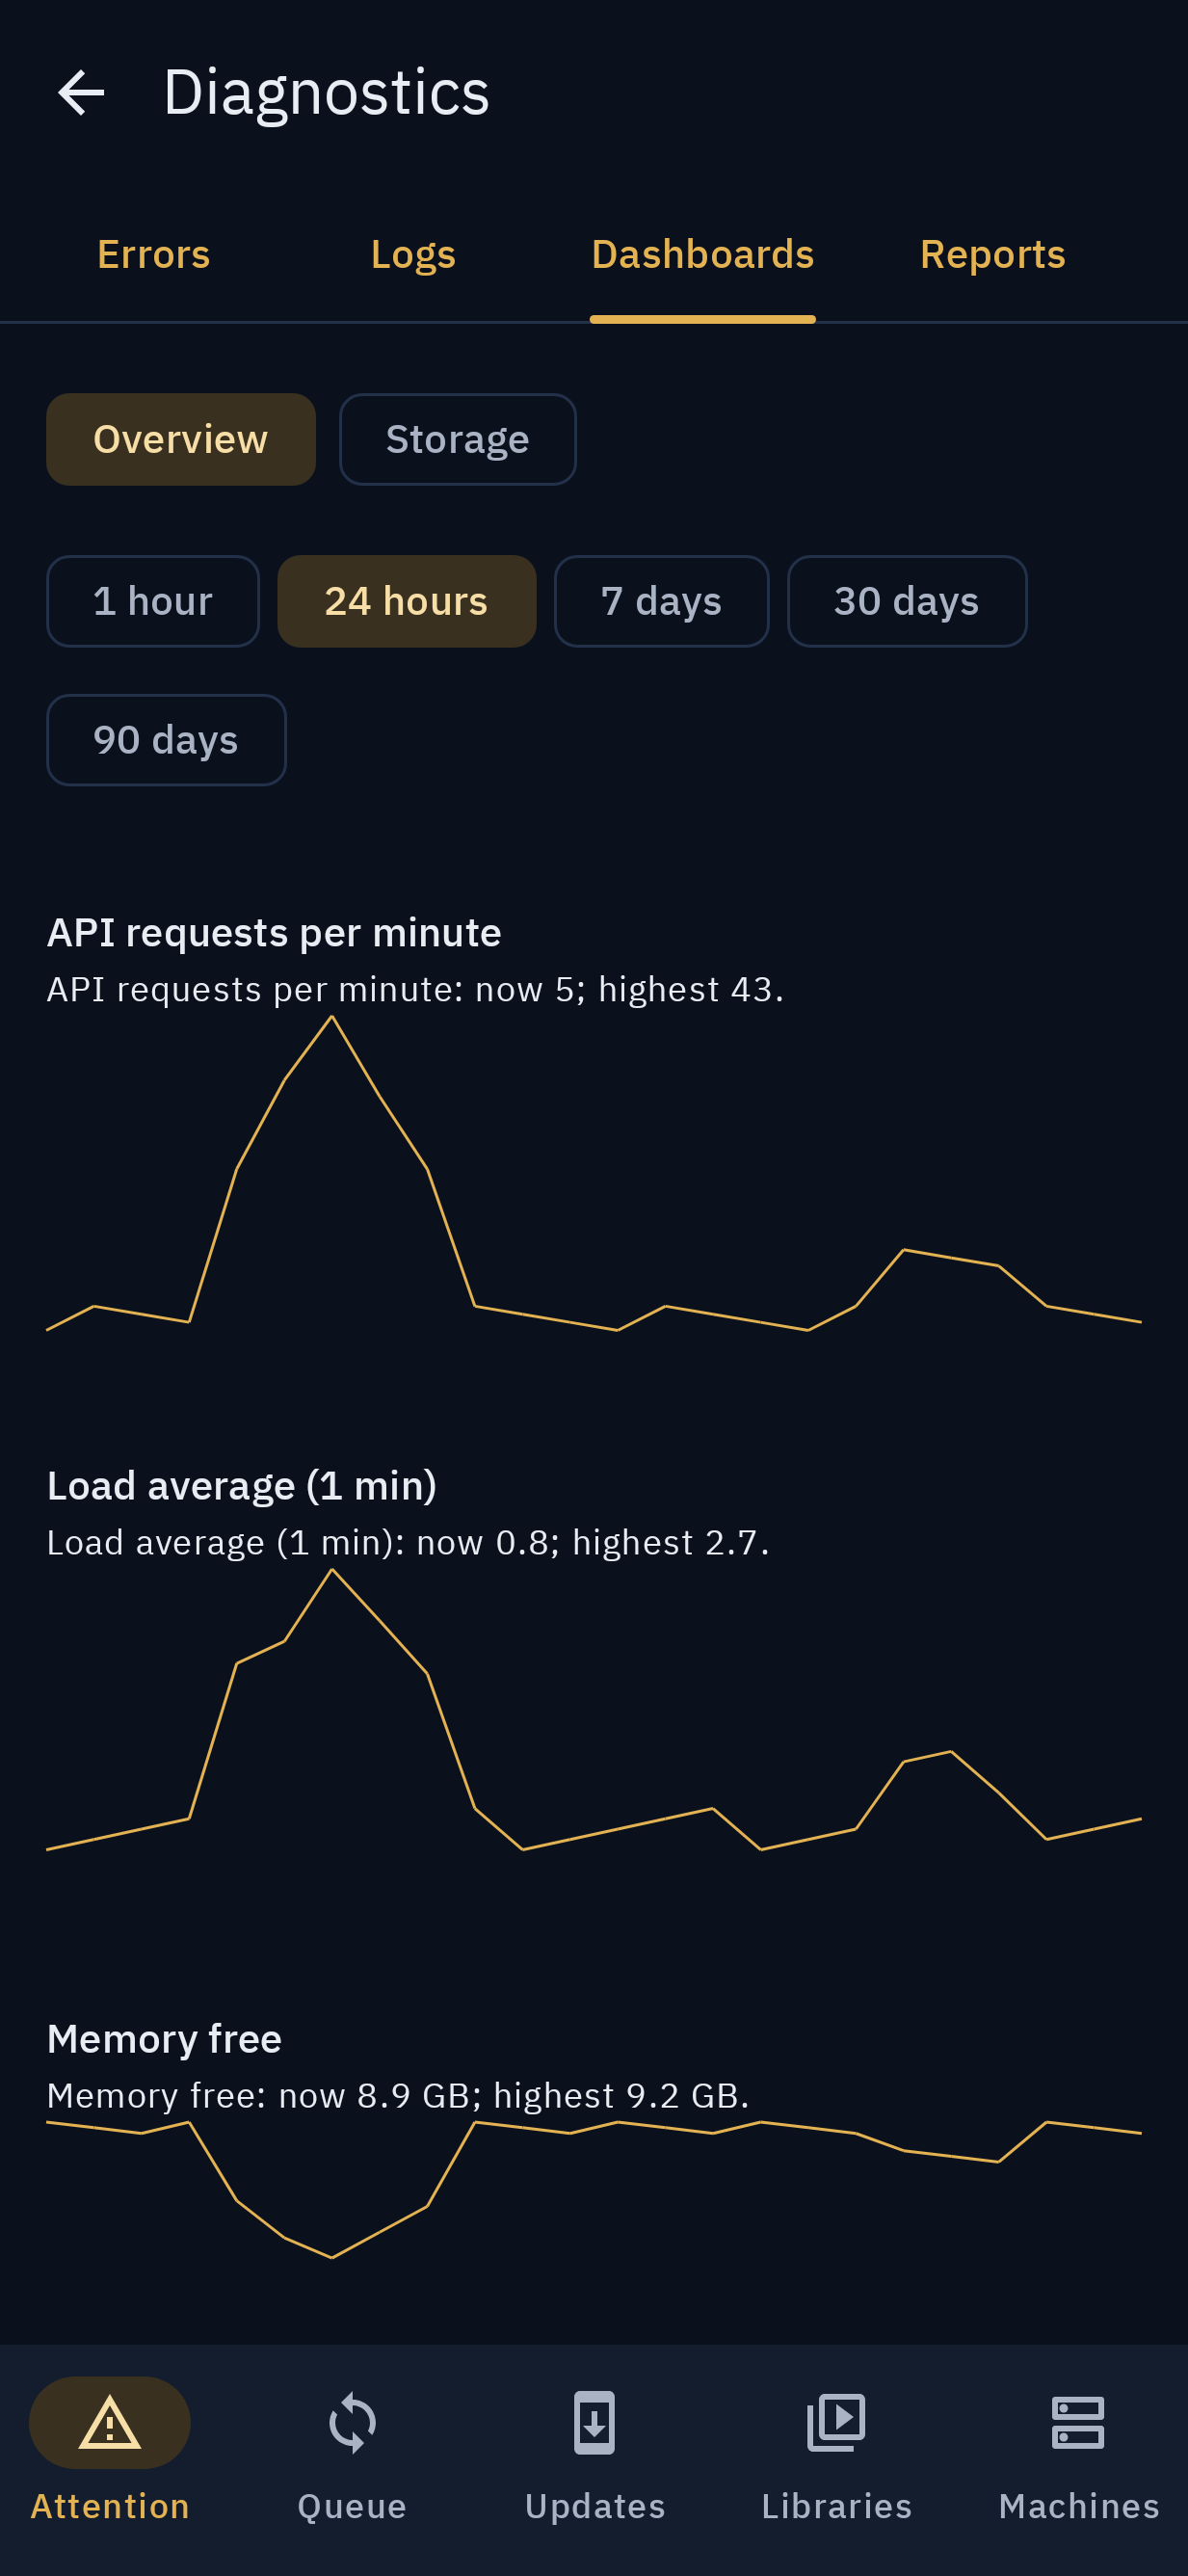 Diagnostics
Errors Logs Dashboards Reports
Overview Storage
1 hour 24 hours 7 days 30 days
90 days
API requests per minute
API requests per minute: now 5; highest 43.
Load average (1 min)
Load average (1 min): now 0.8; highest 2.7.
Memory free
Memory free: now 8.9 GB; highest 9.2 GB.
Attention Queue Updates Libraries Machines